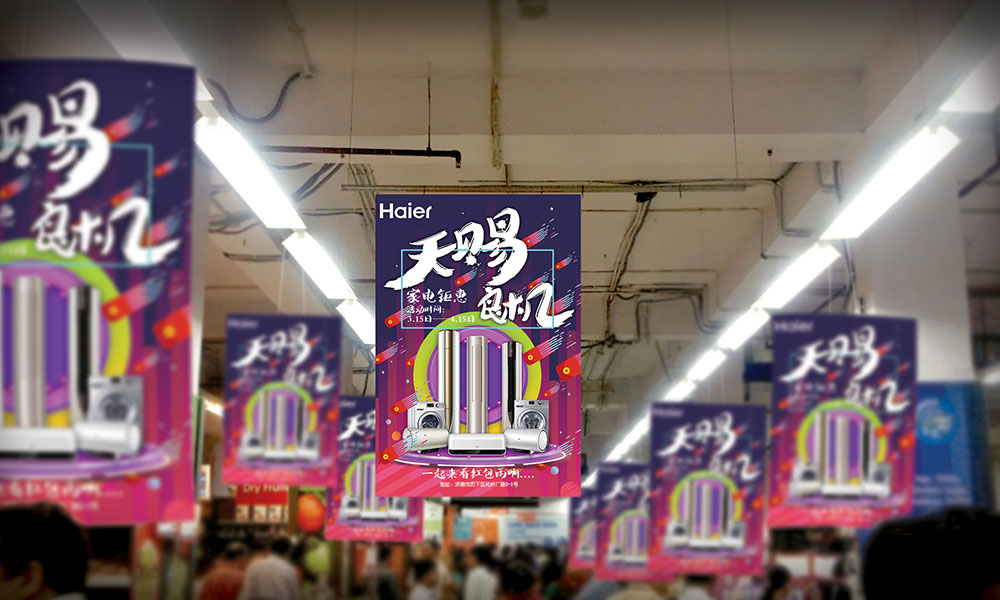 Haier
天赐
良机
家电钜惠
活动时间:
3.15日——4.15日
一起来看红包雨啊....
Dry Fruit